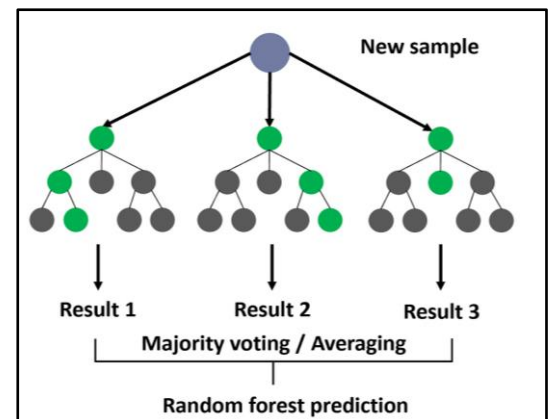 New sample
Result 1 Result 2 Result 3
Majority voting / Averaging
Random forest prediction